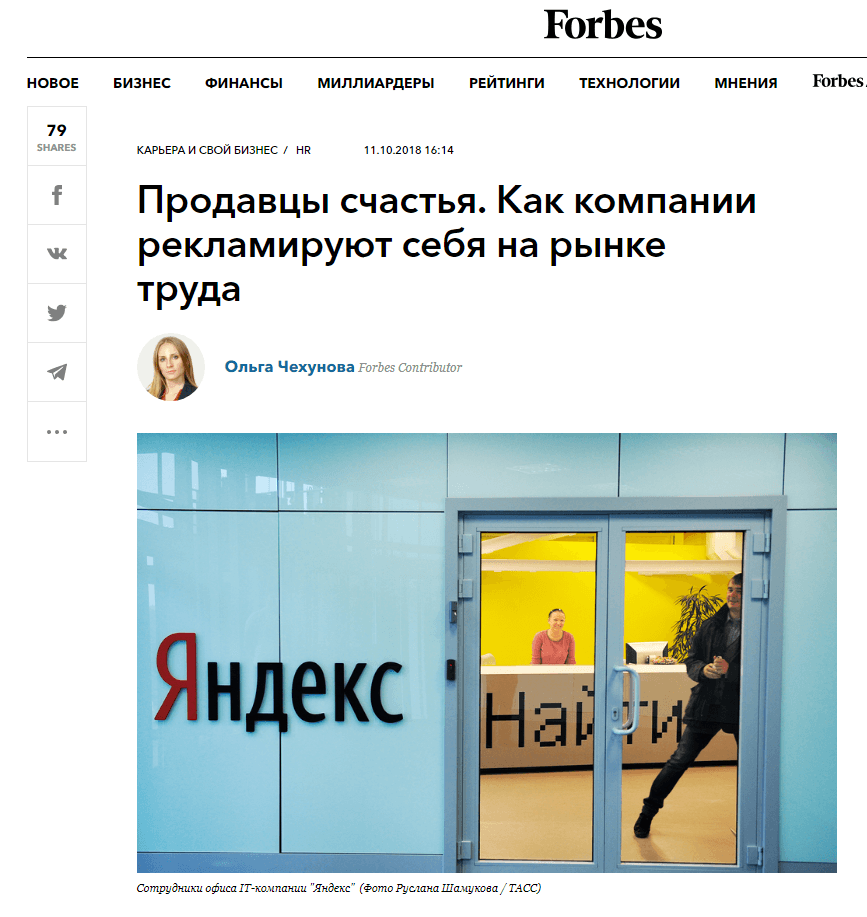 Forbes
НОВОЕ БИЗНЕС ФИНАНСЫ МИЛЛИАРДЕРЫ РЕЙТИНГИ ТЕХНОЛОГИИ МНЕНИЯ Forbes
79
SHARES
КАРЬЕРА И СВОЙ БИЗНЕС / HR 11.10.2018 16:14
Продавцы счастья. Как компании
рекламируют себя на рынке
труда
Ольга Чехунова Forbes Contributor
Яндекс
Найти
Сотрудники офиса IT-компании "Яндекс" (Фото Руслана Шамукова / ТАСС)